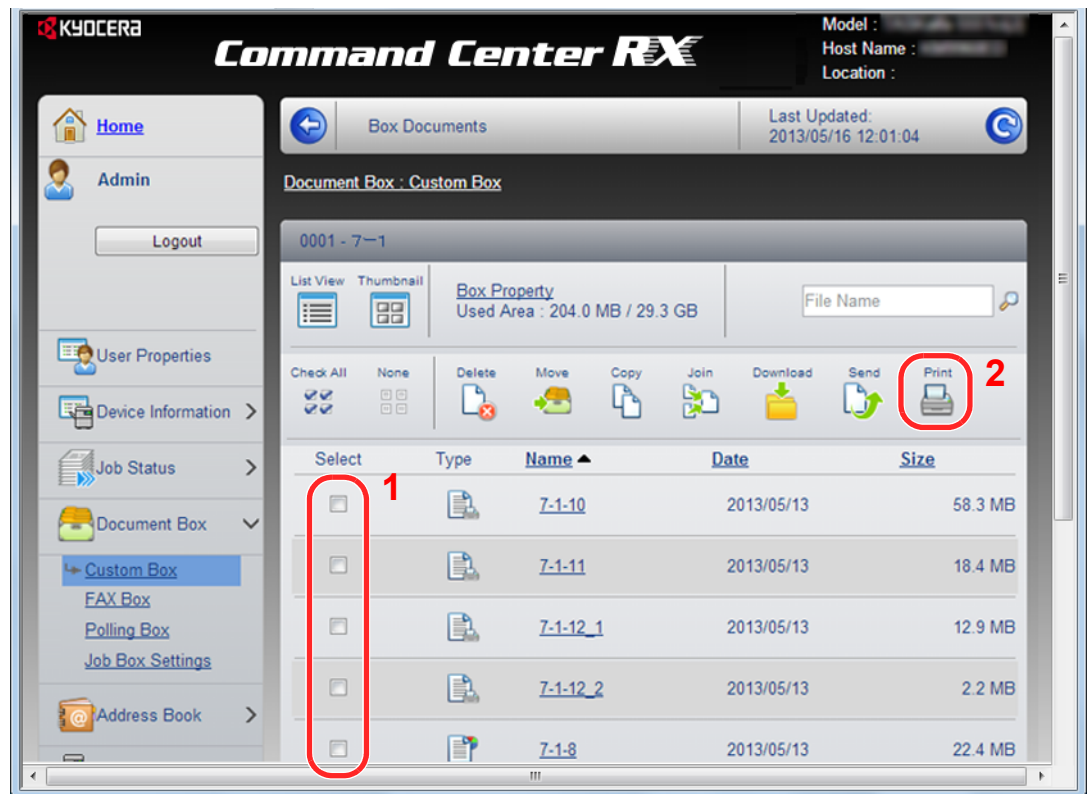 KYOCERA
Command Center RX
Model :
Host Name :
Location :
Home
Admin
Logout
User Properties
Device Information
Job Status
Document Box
Custom Box
FAX Box
Polling Box
Job Box Settings
Address Book
Box Documents
Last Updated:
2013/05/16 12:01:04
Document Box : Custom Box
0001 - 7ー1
List View Thumbnail
Box Property
Used Area : 204.0 MB / 29.3 GB
File Name
Check All None Delete Move Copy Join Download Send Print
2
Select Type Name Date Size
1
7-1-10 2013/05/13 58.3 MB
7-1-11 2013/05/13 18.4 MB
7-1-12_1 2013/05/13 12.9 MB
7-1-12_2 2013/05/13 2.2 MB
7-1-8 2013/05/13 22.4 MB